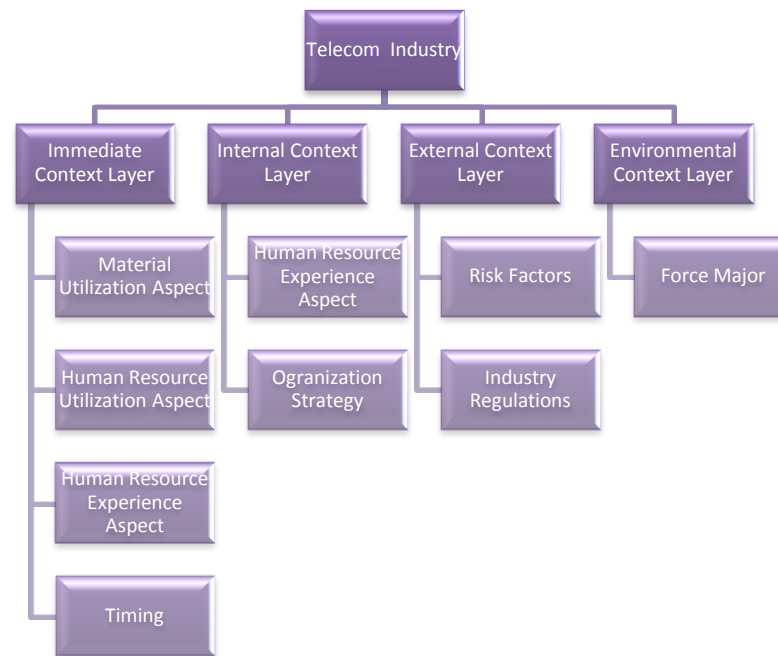 Telecom Industry
Immediate
Context Layer
Internal Context
Layer
External Context
Layer
Environmental
Context Layer
Material
Utilization Aspect
Human Resource
Experience
Aspect
Risk Factors
Force Major
Human Resource
Utilization Aspect
Ogranization
Strategy
Industry
Regulations
Human Resource
Experience
Aspect
Timing